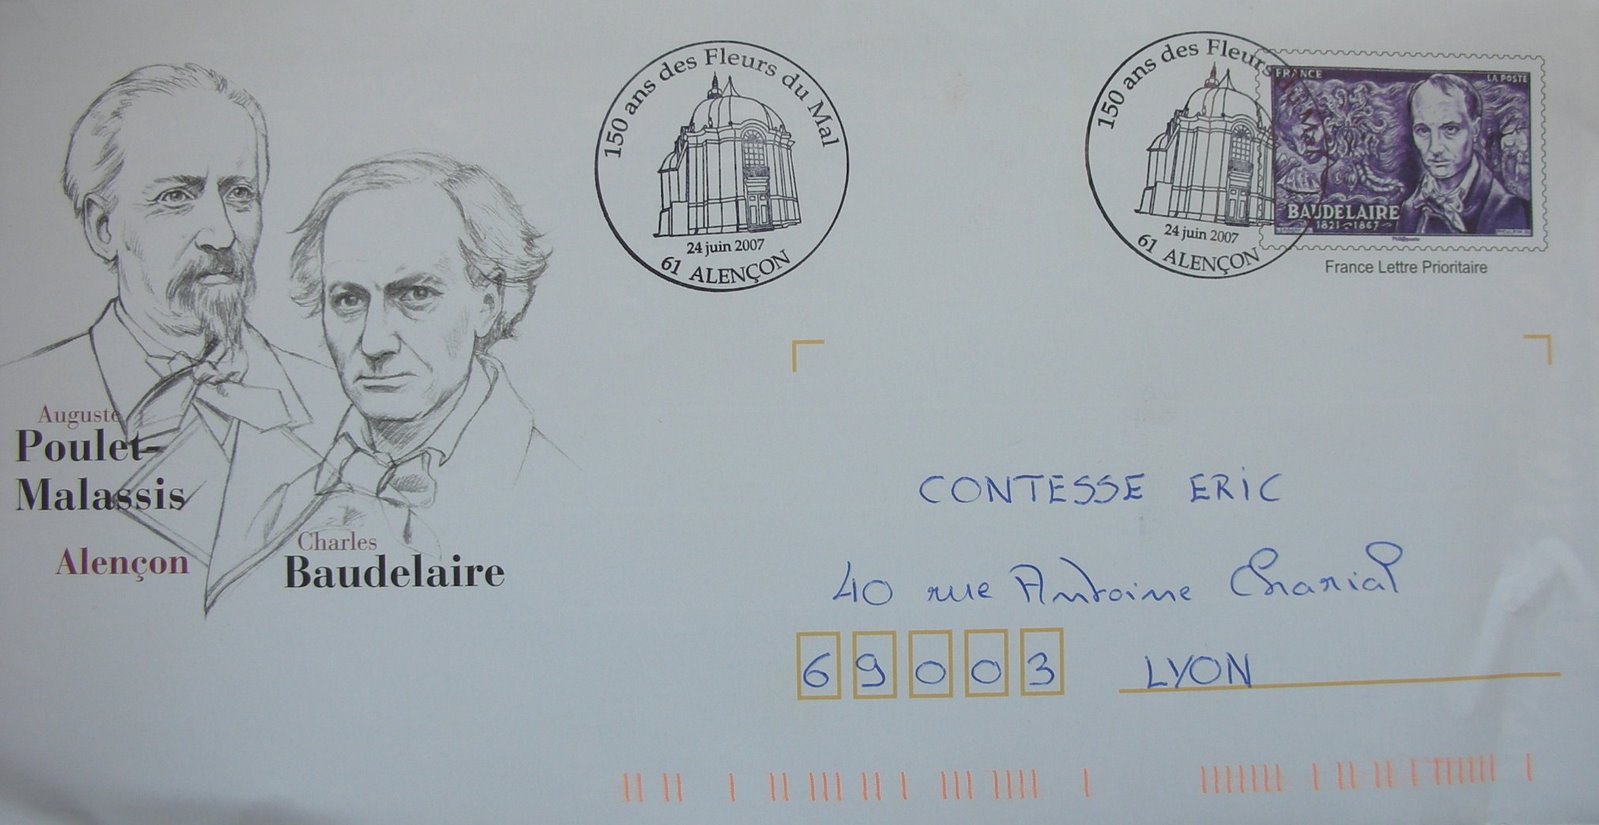 150 ans des Fleurs du Mal
24 juin 2007
61 ALENÇON
150 ans des Fleurs
24 juin 2007
61 ALENÇON
FRANCE
LA POSTE
BAUDELAIRE
1821 - 1867
France Lettre Prioritaire
Auguste
Poulet-
Malassis
Alençon
Charles
Baudelaire
CONTESSE ERIC
40 rue Antoine Charial
69003 LYON